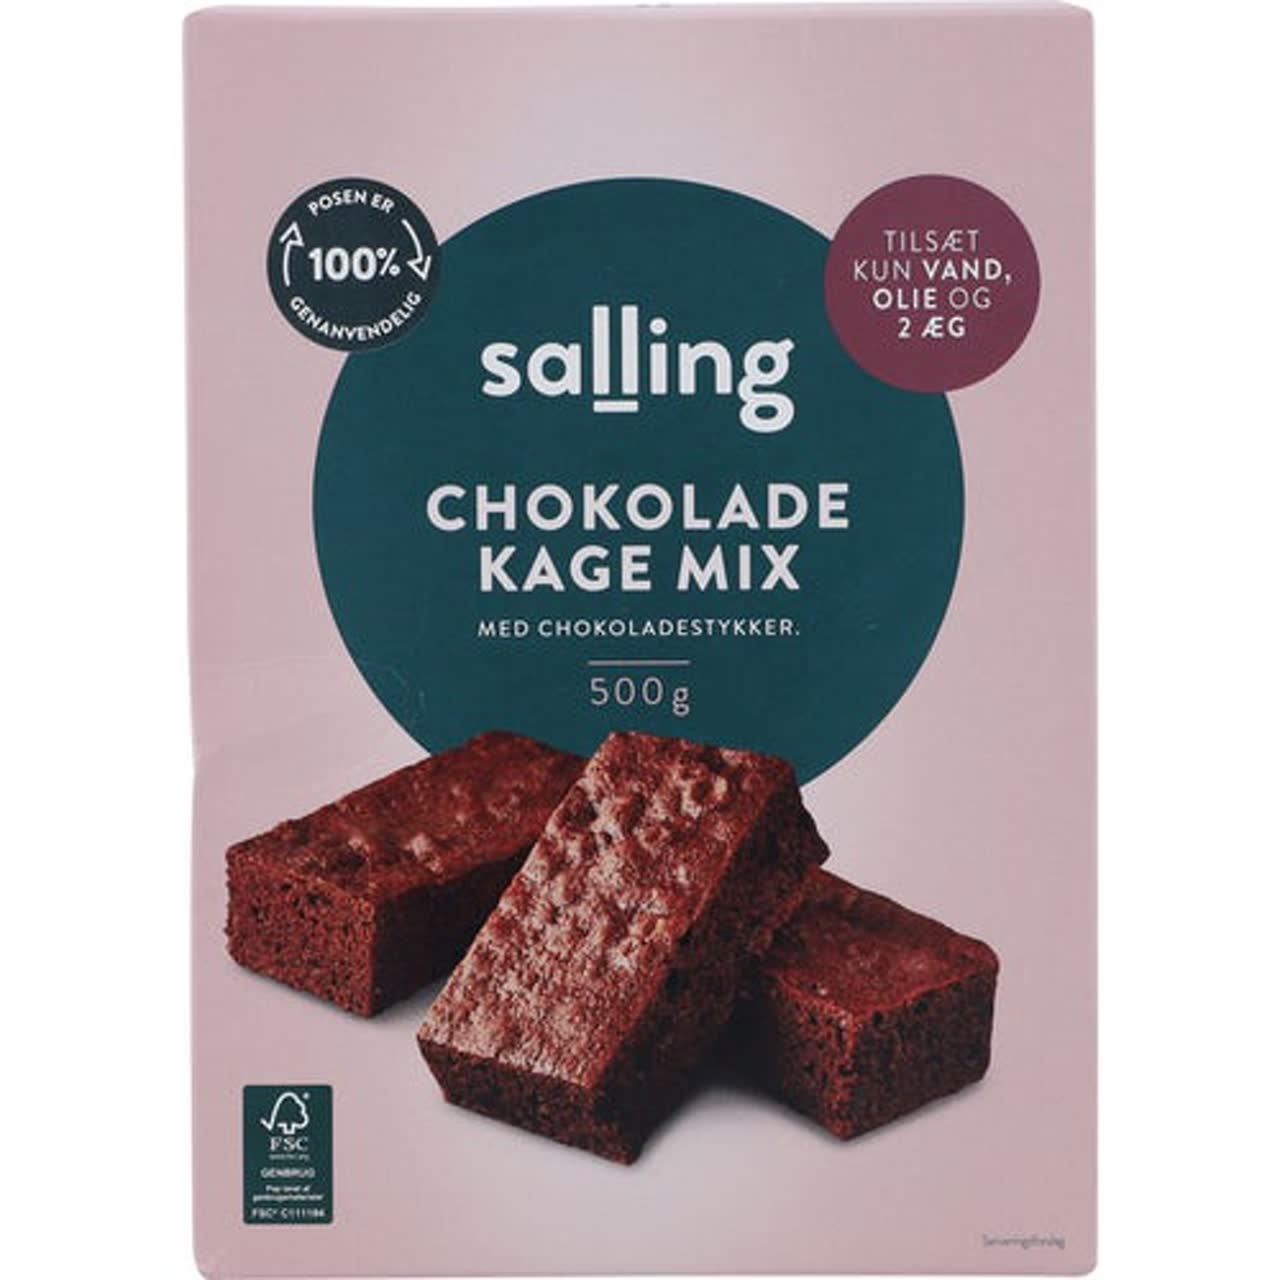 POSEN ER
100%
GENANVENDELIG
TILSÆT
KUN VAND,
OLIE OG
2 ÆG
salling
CHOKOLADE
KAGE MIX
MED CHOKOLADESTYKKER.
500g
FSC
GENBRUG
FSC® C111184
Serveringsforslag